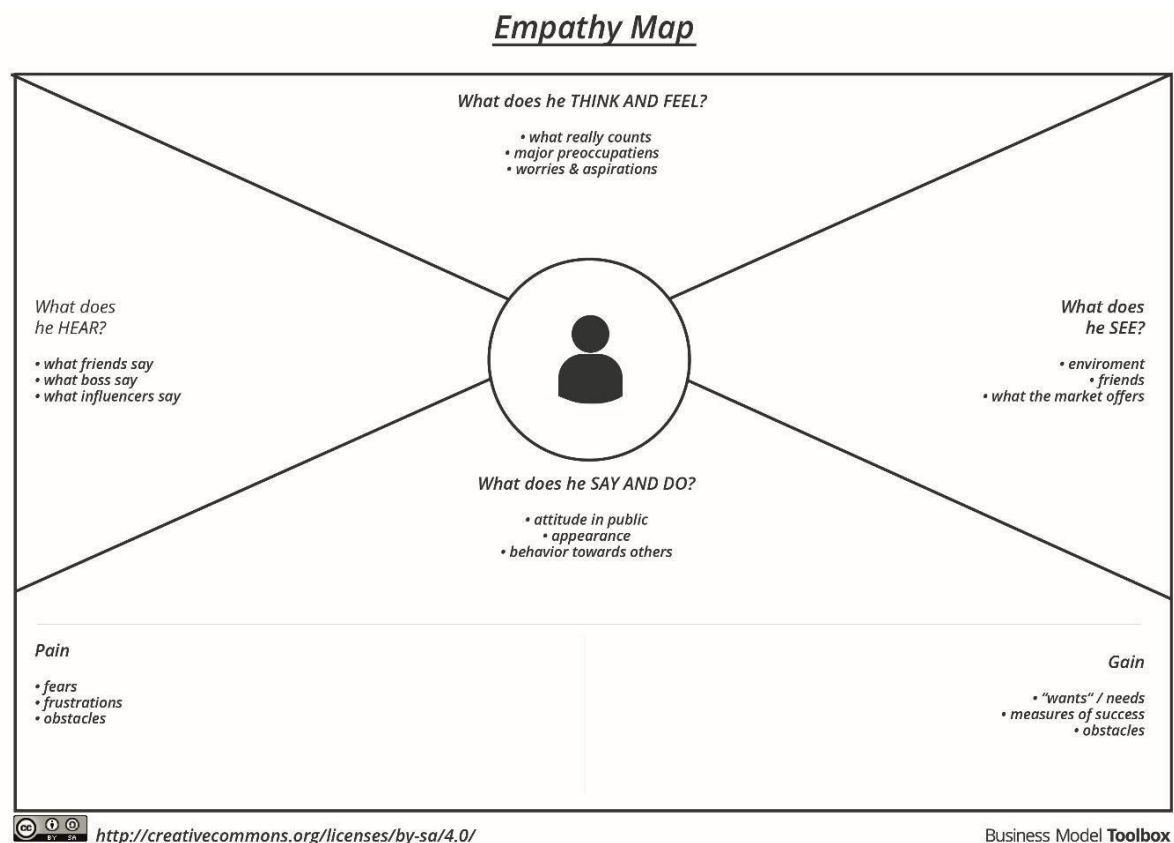 Empathy Map
What does he THINK AND FEEL?
• what really counts
• major preoccupatiens
• worries & aspirations
What does
he HEAR?
• what friends say
• what boss say
• what influencers say
What does
he SEE?
• enviroment
• friends
• what the market offers
What does he SAY AND DO?
• attitude in public
• appearance
• behavior towards others
Pain
• fears
• frustrations
• obstacles
Gain
• “wants“ / needs
• measures of success
• obstacles
cc BY SA http://creativecommons.org/licenses/by-sa/4.0/
Business Model Toolbox